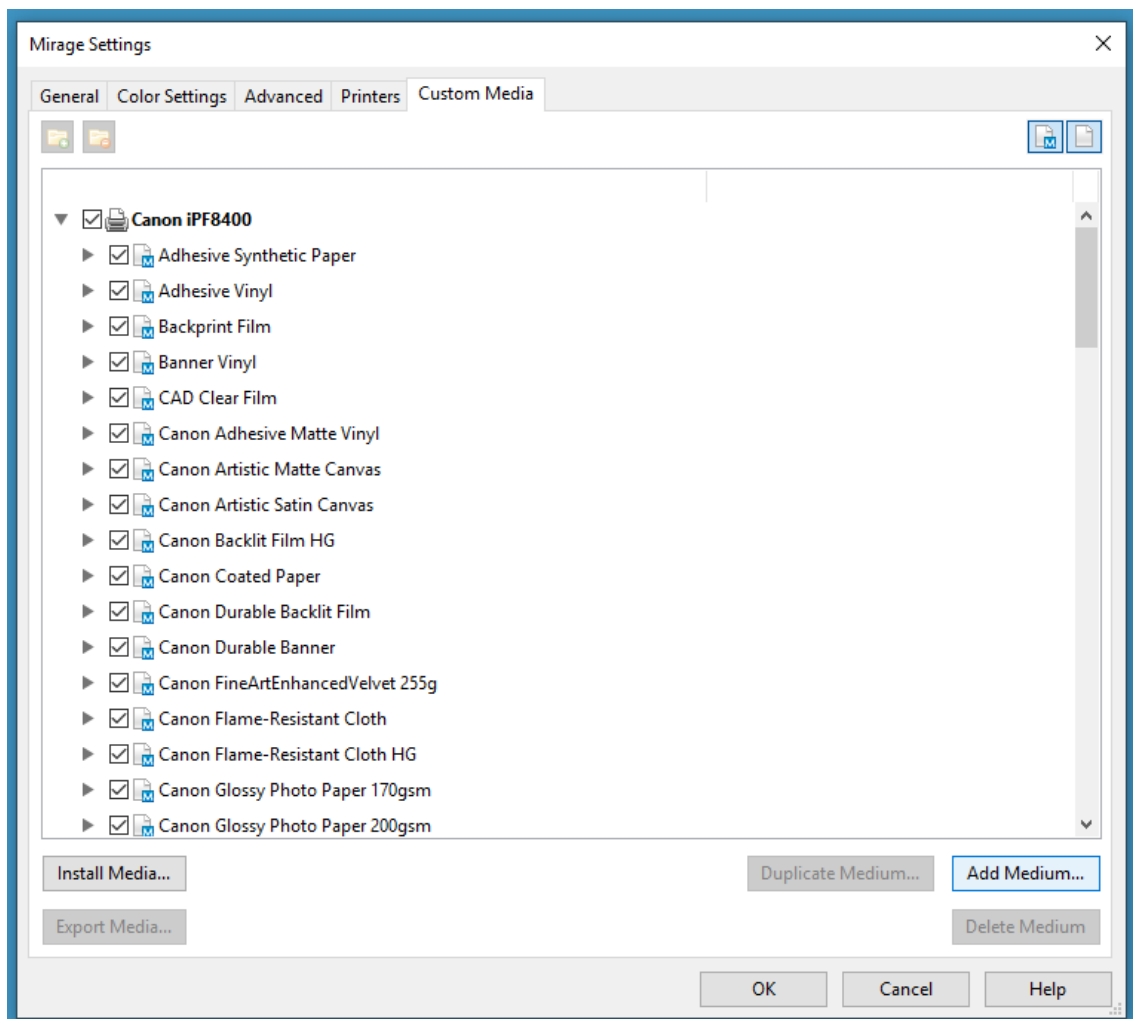 Mirage Settings
General Color Settings Advanced Printers Custom Media
Canon iPF8400
Adhesive Synthetic Paper
Adhesive Vinyl
Backprint Film
Banner Vinyl
CAD Clear Film
Canon Adhesive Matte Vinyl
Canon Artistic Matte Canvas
Canon Artistic Satin Canvas
Canon Backlit Film HG
Canon Coated Paper
Canon Durable Backlit Film
Canon Durable Banner
Canon FineArtEnhancedVelvet 255g
Canon Flame-Resistant Cloth
Canon Flame-Resistant Cloth HG
Canon Glossy Photo Paper 170gsm
Canon Glossy Photo Paper 200gsm
Install Media... Duplicate Medium... Add Medium...
Export Media... Delete Medium
OK Cancel Help